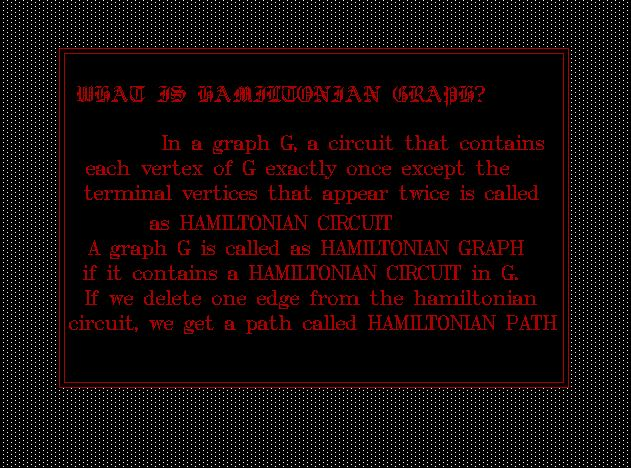 WHAT IS HAMILTONIAN GRAPH?
In a graph G, a circuit that contains
each vertex of G exactly once except the
terminal vertices that appear twice is called
as HAMILTONIAN CIRCUIT
A graph G is called as HAMILTONIAN GRAPH
if it contains a HAMILTONIAN CIRCUIT in G.
If we delete one edge from the hamiltonian
circuit, we get a path called HAMILTONIAN PATH